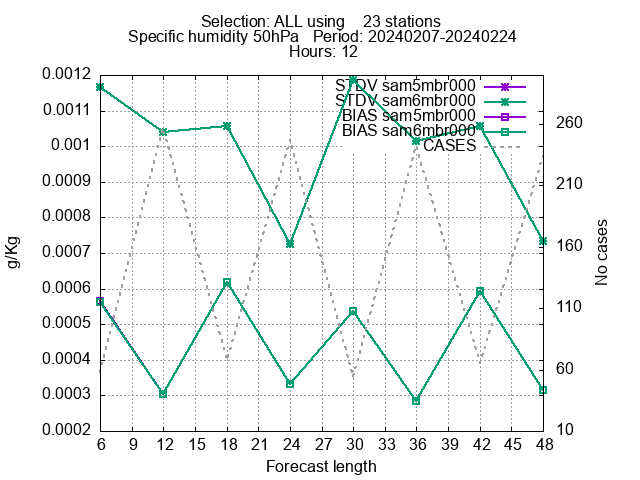 Selection: ALL using 23 stations
Specific humidity 50hPa Period: 20240207-20240224
Hours: 12
STDV sam5mbr000
STDV sam6mbr000
BIAS sam5mbr000
BIAS sam6mbr000
CASES
g/Kg
0.0012
0.0011
0.001
0.0009
0.0008
0.0007
0.0006
0.0005
0.0004
0.0003
0.0002
260
210
160
110
60
10
No cases
6 9 12 15 18 21 24 27 30 33 36 39 42 45 48
Forecast length